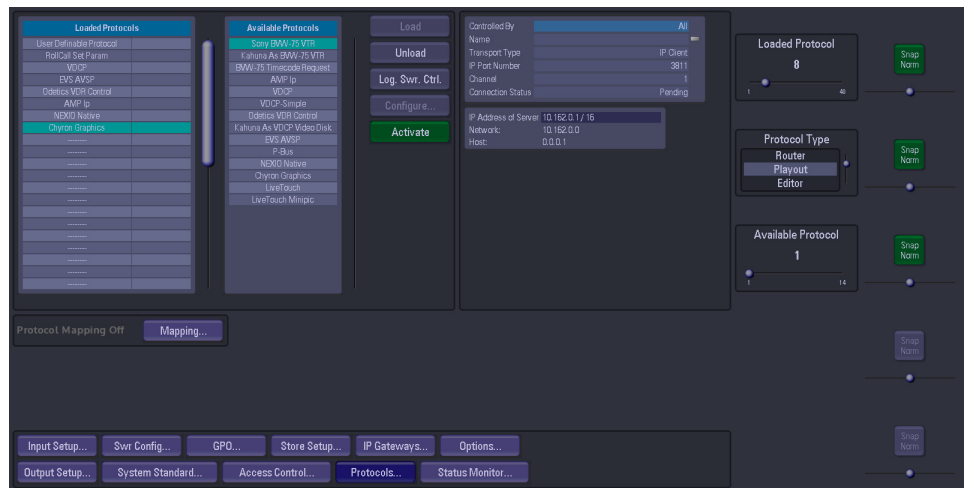 Loaded Protocols
User Definable Protocol
RollCall Set Param
VDCP
EVS AVSP
Odetics VDR Control
AMP Ip
NEXIO Native
Chyron Graphics
--------
--------
--------
--------
--------
--------
--------
--------
--------
--------
--------
--------
Available Protocols
Sony BVW-75 VTR
Kahuna As BVW-75 VTR
BVW-75 Timecode Request
AMP Ip
VDCP
VDCP-Simple
Odetics VDR Control
Kahuna As VDCP Video Disk
EVS AVSP
P-Bus
NEXIO Native
Chyron Graphics
LiveTouch
LiveTouch Minipic
Load
Unload
Log. Swr. Ctrl.
Configure...
Activate
Controlled By All
Name
Transport Type IP Client
IP Port Number 3811
Channel 1
Connection Status Pending
IP Address of Server 10.162.0.1 / 16
Network: 10.162.0.0
Host: 0.0.0.1
Loaded Protocol
8
1 40
Snap
Norm
Protocol Type
Router
Playout
Editor
Snap
Norm
Available Protocol
1
1 14
Snap
Norm
Protocol Mapping Off Mapping...
Snap
Norm
Input Setup... Swr Config... GPO... Store Setup... IP Gateways... Options...
Output Setup... System Standard... Access Control... Protocols... Status Monitor...
Snap
Norm